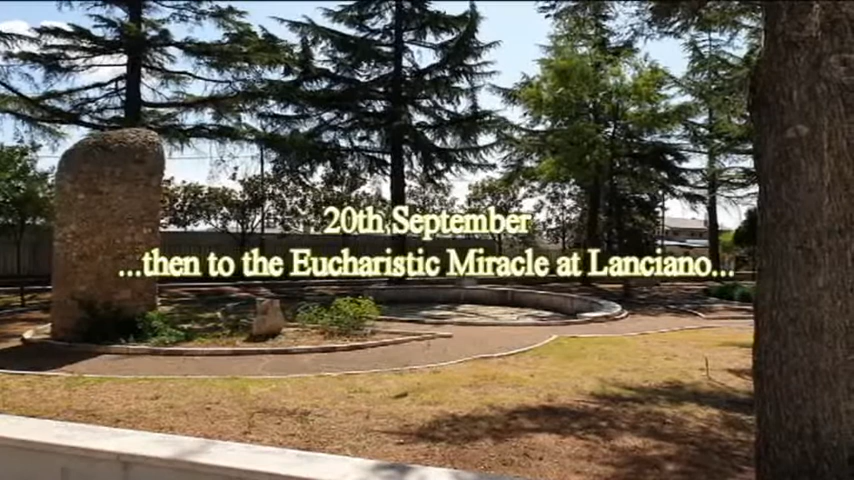 20th, September
...then to the Eucharistic Miracle at Lanciano...